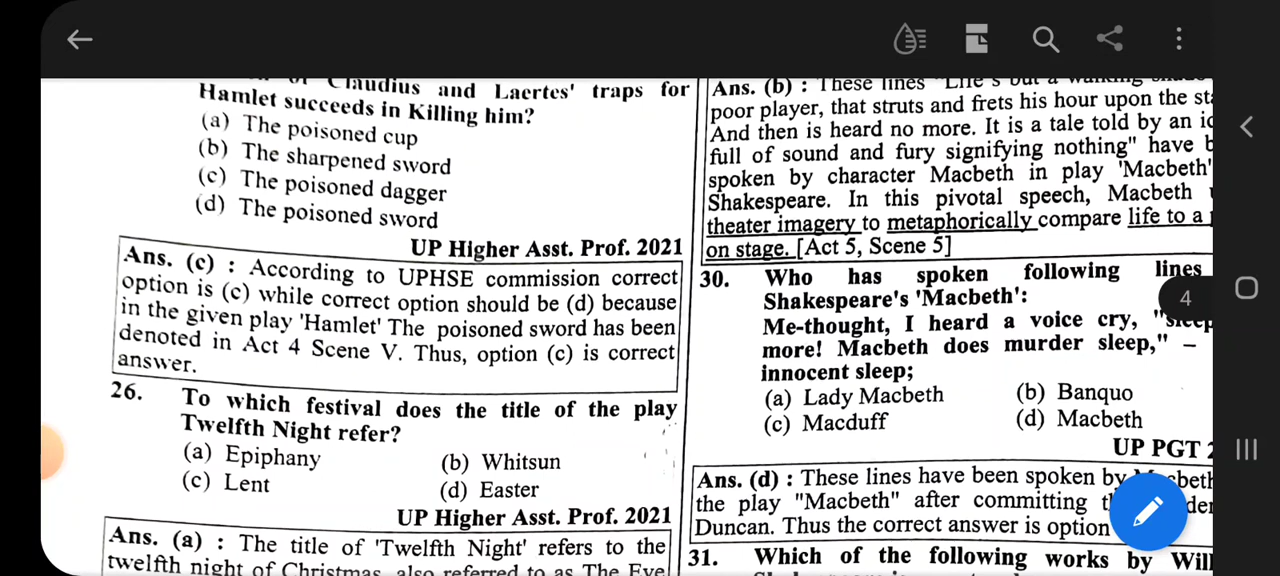 of Claudius and Laertes' traps for
Hamlet succeeds in Killing him?
(a) The poisoned cup
(b) The sharpened sword
(c) The poisoned dagger
(d) The poisoned sword
UP Higher Asst. Prof. 2021
Ans. (c) : According to UPHSE commission correct
option is (c) while correct option should be (d) because
in the given play 'Hamlet' The poisoned sword has been
denoted in Act 4 Scene V. Thus, option (c) is correct
answer.
26. To which festival does the title of the play
Twelfth Night refer?
(a) Epiphany (b) Whitsun
(c) Lent (d) Easter
UP Higher Asst. Prof. 2021
Ans. (a) : The title of 'Twelfth Night' refers to the
twelfth night of Christmas, also referred to as The Eve
Ans. (b) : These lines "Life's but a walking
poor player, that struts and frets his hour upon the
And then is heard no more. It is a tale told by an
full of sound and fury signifying nothing" have
spoken by character Macbeth in play 'Macbeth'
Shakespeare. In this pivotal speech, Macbeth
theater imagery to metaphorically compare life to a
on stage. [Act 5, Scene 5]
30. Who has spoken following lines
Shakespeare's 'Macbeth':
Me-thought, I heard a voice cry, "sleep
more! Macbeth does murder sleep," –
innocent sleep;
(a) Lady Macbeth (b) Banquo
(c) Macduff (d) Macbeth
UP PGT
Ans. (d) : These lines have been spoken by
the play "Macbeth" after committing
Duncan. Thus the correct answer is option
31. Which of the following works by
4